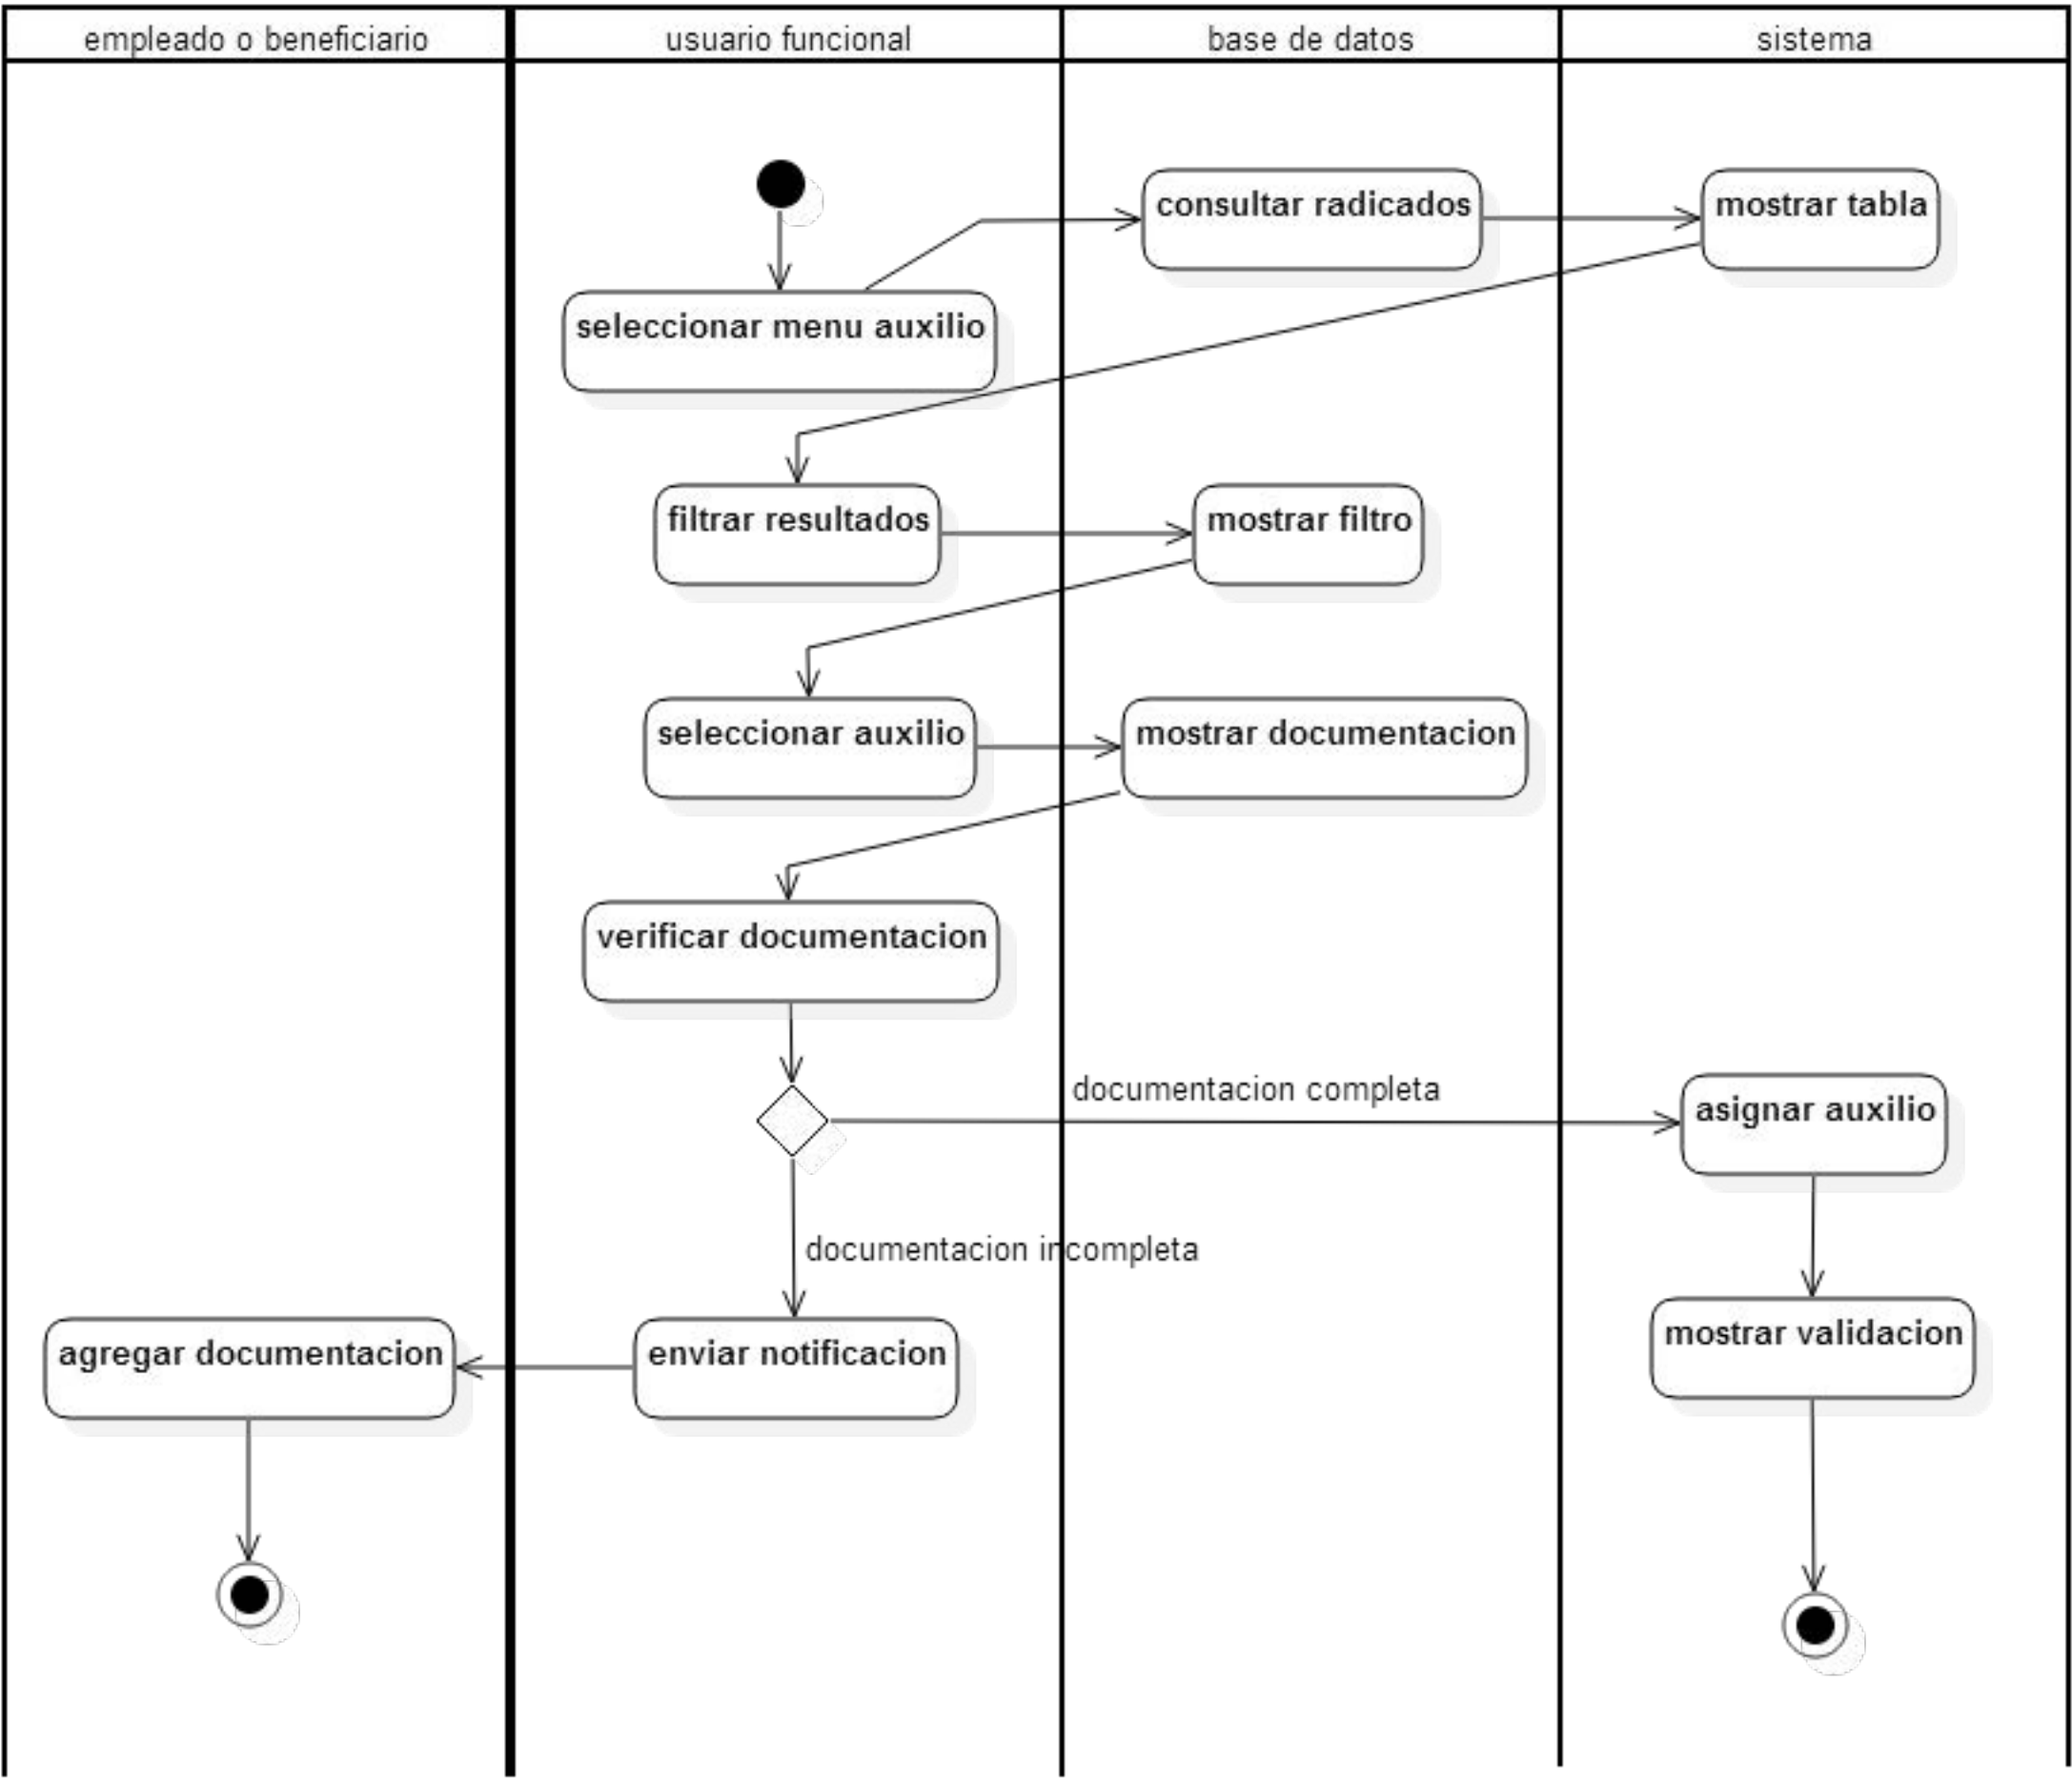 empleado o beneficiario
usuario funcional
base de datos
sistema
consultar radicados
mostrar tabla
seleccionar menu auxilio
filtrar resultados
mostrar filtro
seleccionar auxilio
mostrar documentacion
verificar documentacion
documentacion completa
asignar auxilio
documentacion incompleta
mostrar validacion
agregar documentacion
enviar notificacion